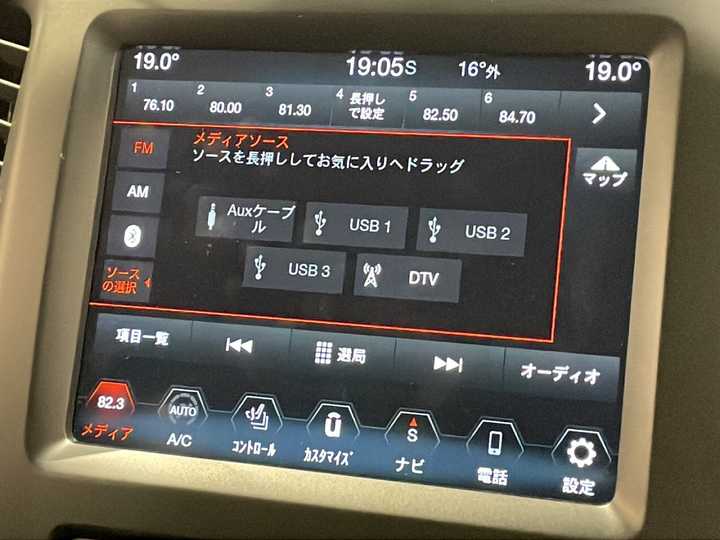 19.0° 19:05S 16°外 19.0°
1 76.10 2 80.00 3 81.30 4 長押しで設定 5 82.50 6 84.70
FM
メディアソース
ソースを長押ししてお気に入りへドラッグ
マップ
AM
Auxケーブル USB 1 USB 2
ソースの選択 USB 3 DTV
項目一覧 選局 オーディオ
82.3 AUTO S
メディア A/C コントロール カスタマイズ ナビ 電話 設定